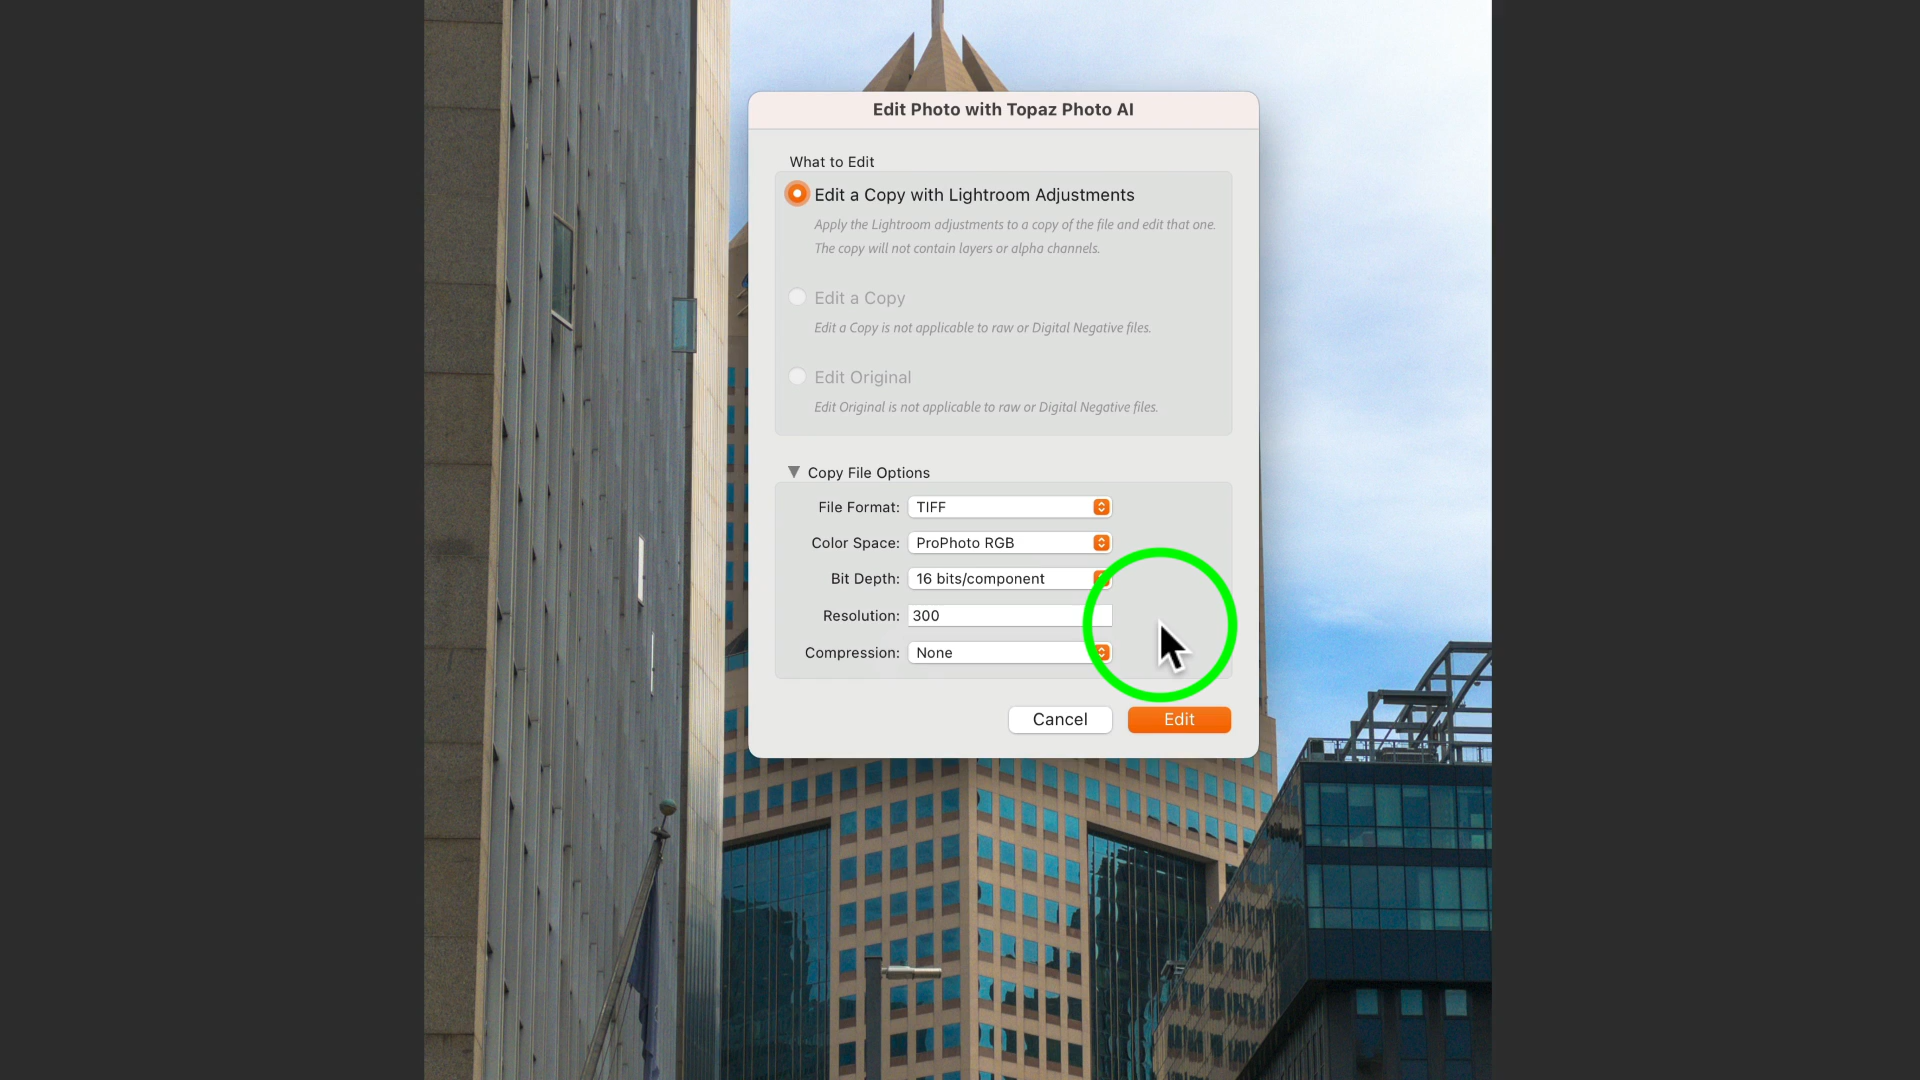 Edit Photo with Topaz Photo AI
What to Edit
Edit a Copy with Lightroom Adjustments
Apply the Lightroom adjustments to a copy of the file and edit that one.
The copy will not contain layers or alpha channels.
Edit a Copy
Edit a Copy is not applicable to raw or Digital Negative files.
Edit Original
Edit Original is not applicable to raw or Digital Negative files.
Copy File Options
File Format: TIFF
Color Space: ProPhoto RGB
Bit Depth: 16 bits/component
Resolution: 300
Compression: None
Cancel Edit